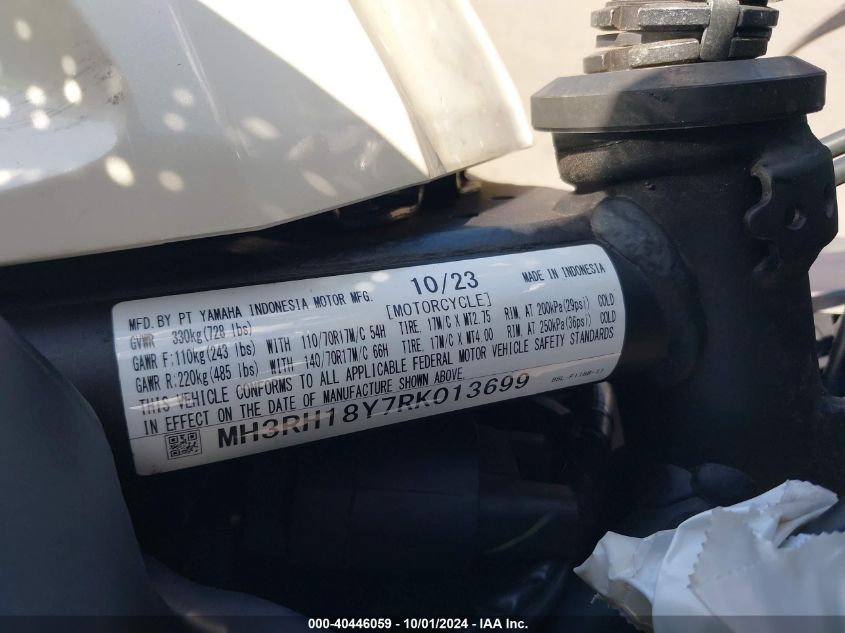 MFD. BY PT YAMAHA INDONESIA MOTOR MFG. 10/23 MADE IN INDONESIA
GVWR 330kg(728 lbs) [MOTORCYCLE]
GAWR F:110kg(243 lbs) WITH 110/70R17M/C 54H TIRE, 17M/C X MT2.75 RIM, AT 200kPa(29psi) COLD
GAWR R:220kg(485 lbs) WITH 140/70R17M/C 66H TIRE, 17M/C X MT4.00 RIM, AT 250kPa(36psi) COLD
THIS VEHICLE CONFORMS TO ALL APPLICABLE FEDERAL MOTOR VEHICLE SAFETY STANDARDS
IN EFFECT ON THE DATE OF MANUFACTURE SHOWN ABOVE.
MH3RH18Y7RK013699
000-40446059 - 10/01/2024 - IAA Inc.